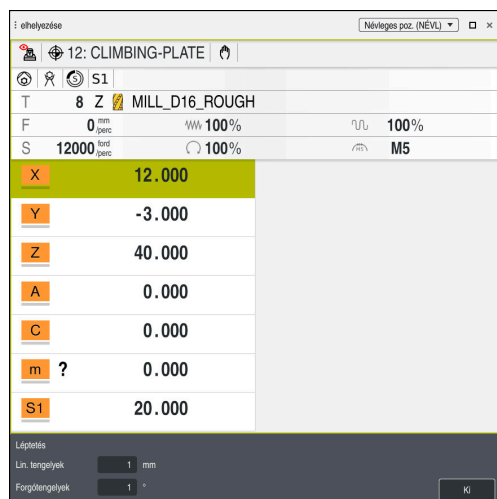 elhelyezése
Névleges poz. (NÉVL)
12: CLIMBING-PLATE
S1
T 8 Z MILL_D16_ROUGH
F 0 mm/perc 100% 100%
S 12000 ford/perc 100% M5
X 12.000
Y -3.000
Z 40.000
A 0.000
C 0.000
m ? 0.000
S1 20.000
Léptetés
Lin. tengelyek 1 mm
Forgótengelyek 1 °
Ki